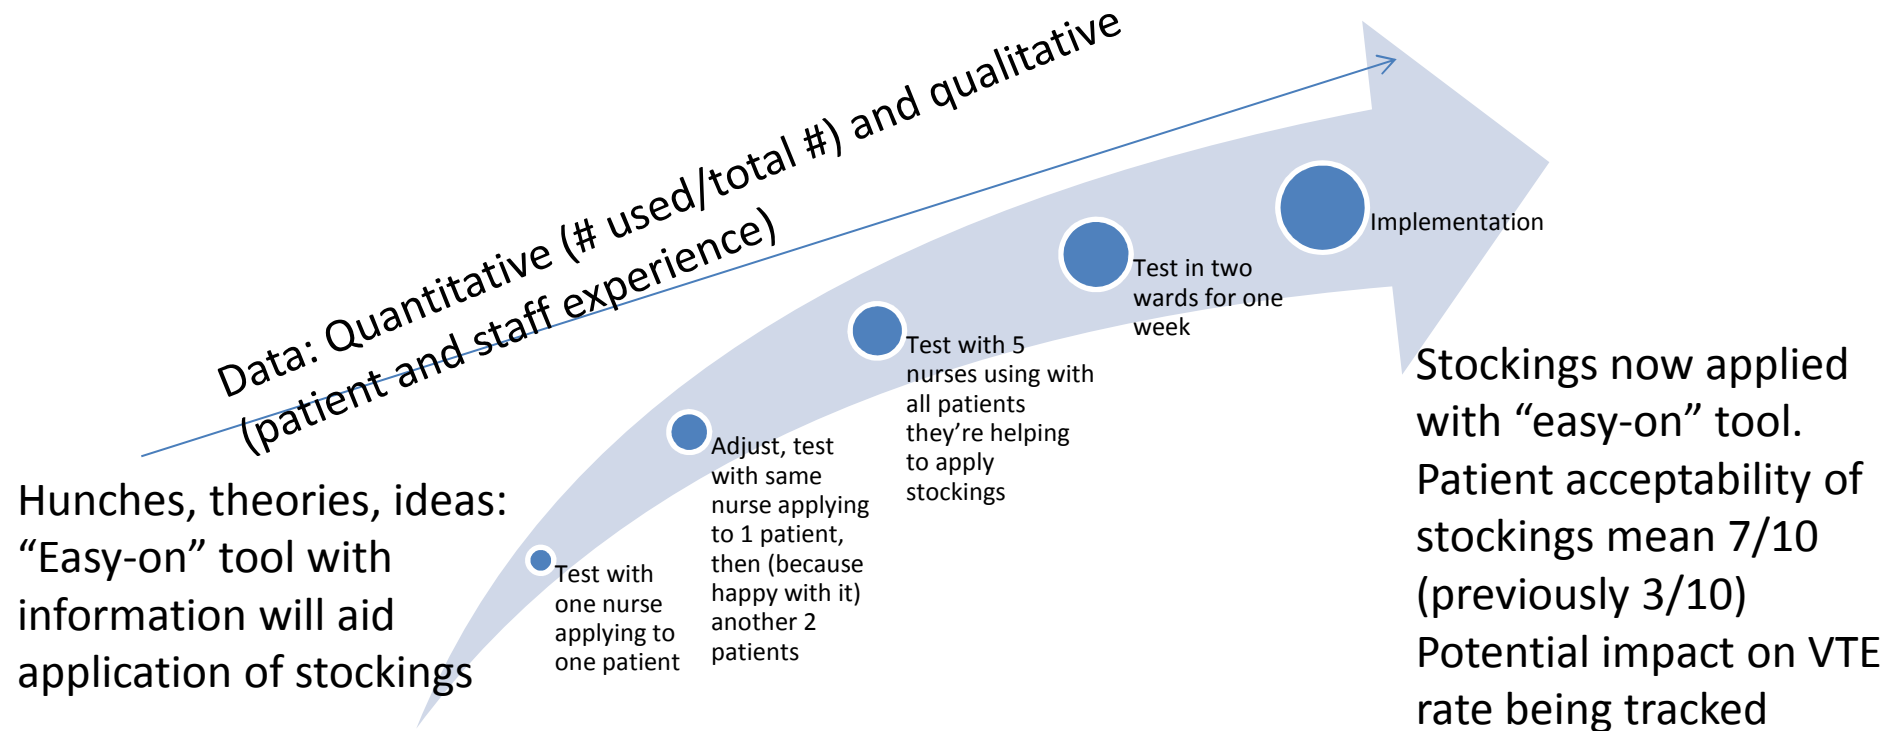 Data: Quantitative (# used/total #) and qualitative
(patient and staff experience)
Hunches, theories, ideas:
“Easy-on” tool with
information will aid
application of stockings
Test with
one nurse
applying to
one patient
Adjust, test
with same
nurse applying
to 1 patient,
then (because
happy with it)
another 2
patients
Test with 5
nurses using with
all patients
they’re helping
to apply
stockings
Test in two
wards for one
week
Implementation
Stockings now applied
with “easy-on” tool.
Patient acceptability of
stockings mean 7/10
(previously 3/10)
Potential impact on VTE
rate being tracked